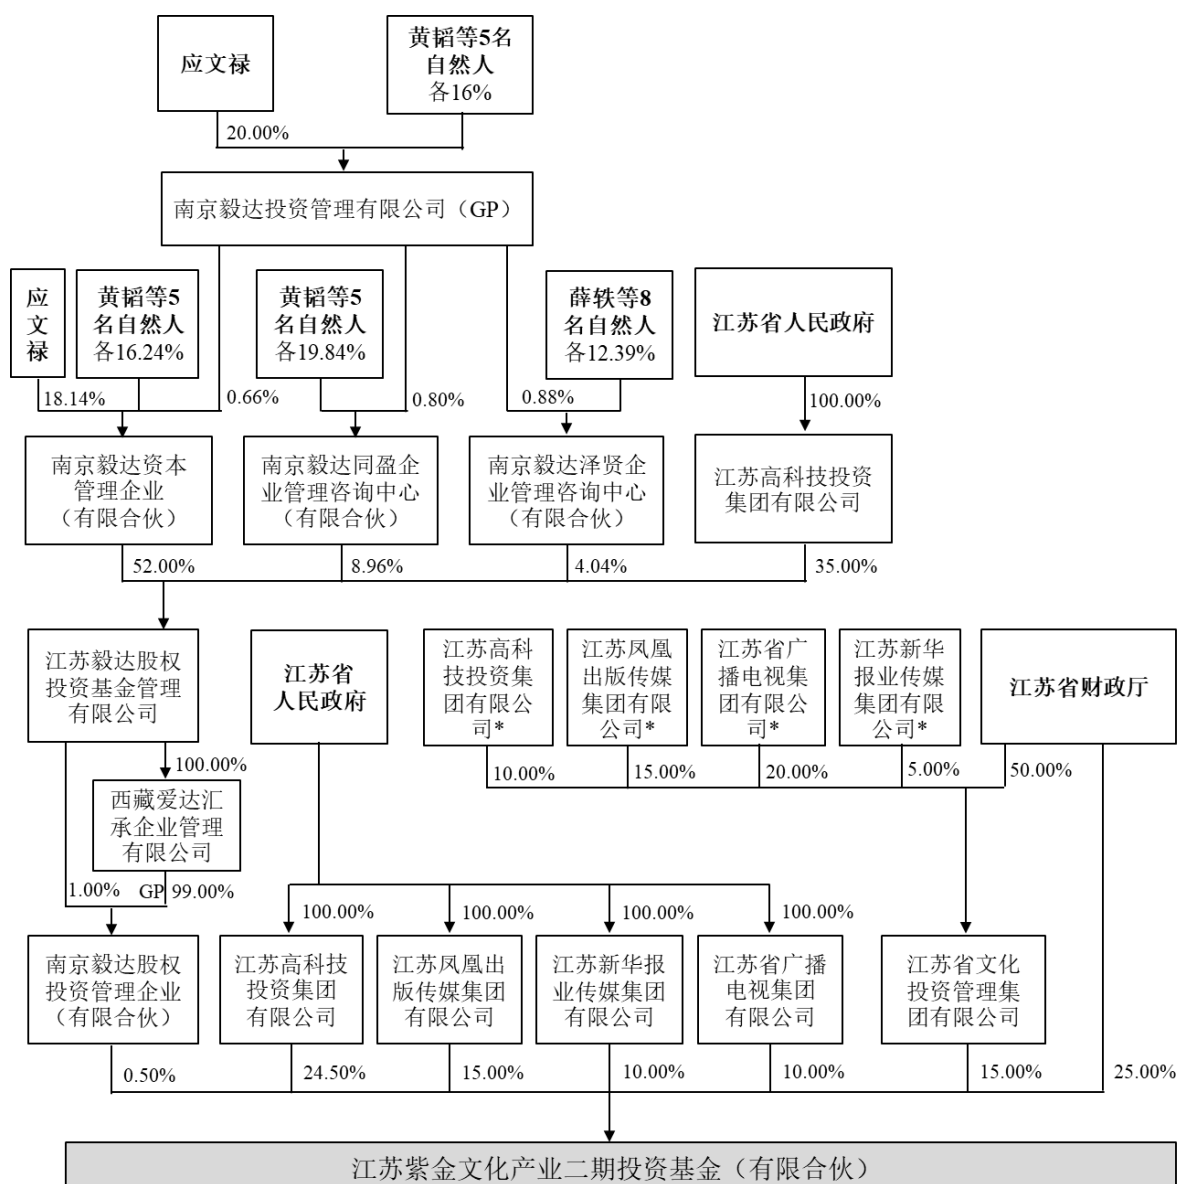 应文禄
黄韬等5名
自然人
各16%
20.00%
南京毅达投资管理有限公司（GP）
应
文
禄
黄韬等5
名自然人
各16.24%
黄韬等5
名自然人
各19.84%
薛轶等8
名自然人
各12.39%
江苏省人民政府
18.14%
0.66%
0.80%
0.88%
100.00%
南京毅达资本
管理企业
（有限合伙）
南京毅达同盈企
业管理咨询中心
（有限合伙）
南京毅达泽贤企
业管理咨询中心
（有限合伙）
江苏高科技投资
集团有限公司
52.00%
8.96%
4.04%
35.00%
江苏毅达股权
投资基金管理
有限公司
江苏省
人民政府
江苏高科
技投资集
团有限公
司*
江苏凤凰
出版传媒
集团有限
公司*
江苏省广
播电视集
团有限公
司*
江苏新华
报业传媒
集团有限
公司*
江苏省财政厅
100.00%
10.00%
15.00%
20.00%
5.00%
50.00%
西藏爱达汇
承企业管理
有限公司
1.00%
GP
99.00%
100.00%
100.00%
100.00%
100.00%
南京毅达股权
投资管理企业
（有限合伙）
江苏高科技
投资集团
有限公司
江苏凤凰出
版传媒集团
有限公司
江苏新华报
业传媒集团
有限公司
江苏省广播
电视集团
有限公司
江苏省文化
投资管理集
团有限公司
0.50%
24.50%
15.00%
10.00%
10.00%
15.00%
25.00%
江苏紫金文化产业二期投资基金（有限合伙）